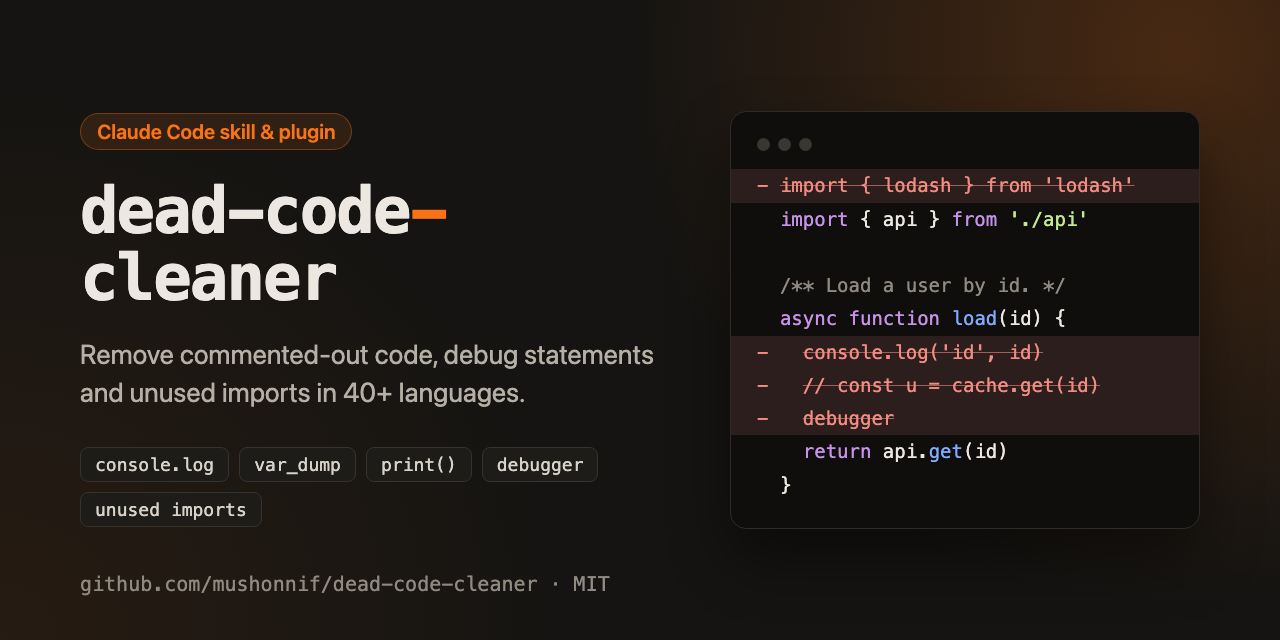 Claude Code skill & plugin
dead-code-
cleaner
Remove commented-out code, debug statements
and unused imports in 40+ languages.
console.log
var_dump
print()
debugger
unused imports
github.com/mushonnif/dead-code-cleaner · MIT
- import { lodash } from 'lodash'
import { api } from './api'
/** Load a user by id. */
async function load(id) {
- console.log('id', id)
- // const u = cache.get(id)
- debugger
return api.get(id)
}